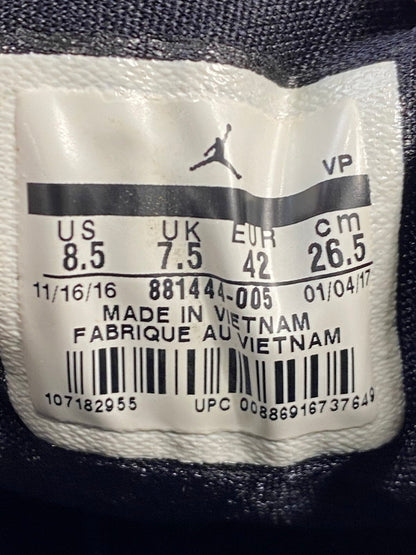 VP
US UK EUR cm
8.5 7.5 42 26.5
11/16/16 881444-005 01/04/17
MADE IN VIETNAM
FABRIQUE AU VIETNAM
107182955 UPC 00886916737649